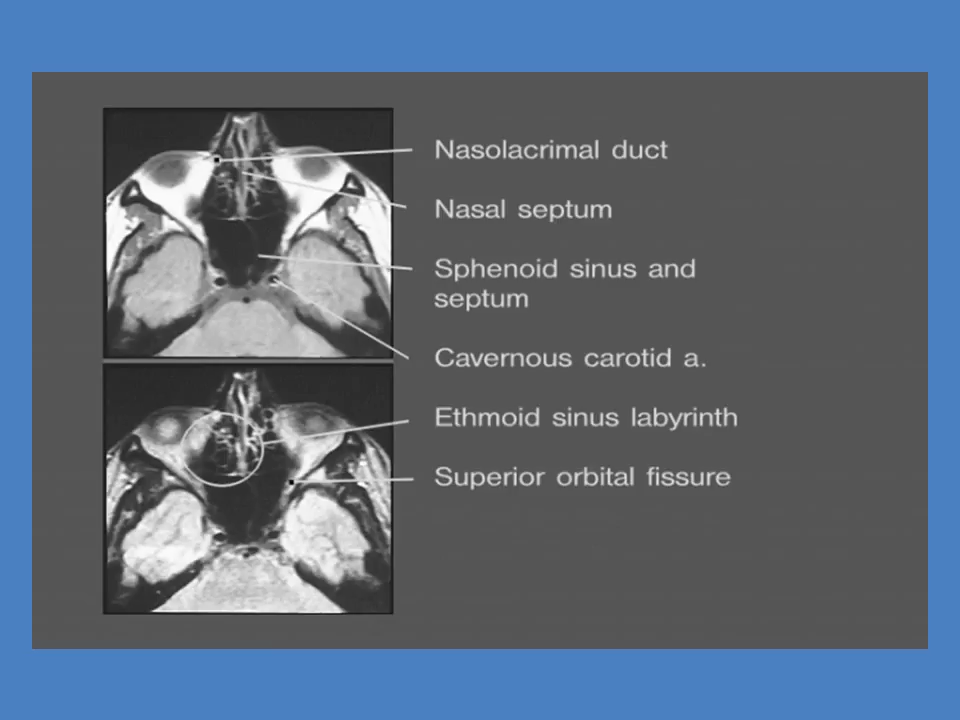 Nasolacrimal duct
Nasal septum
Sphenoid sinus and
septum
Cavernous carotid a.
Ethmoid sinus labyrinth
Superior orbital fissure